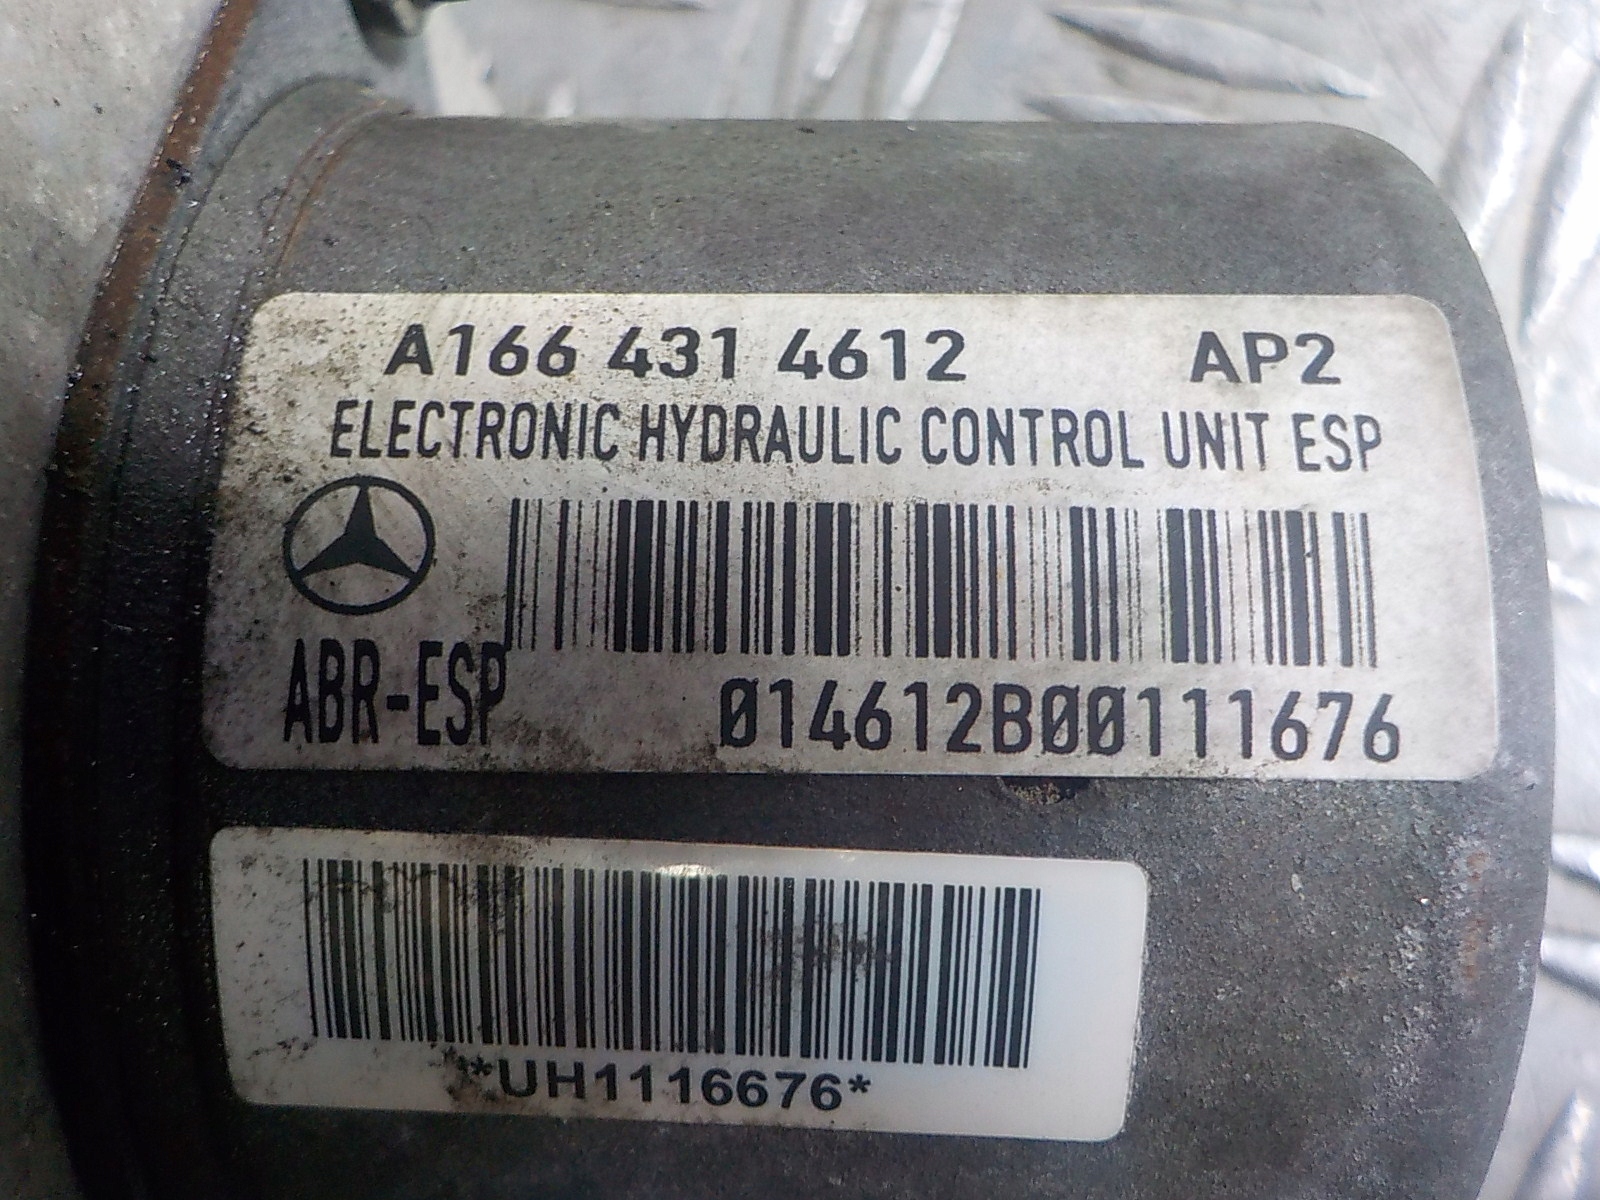 A166 431 4612 AP2
ELECTRONIC HYDRAULIC CONTROL UNIT ESP
ABR-ESP 014612B00111676
**UH1116676*